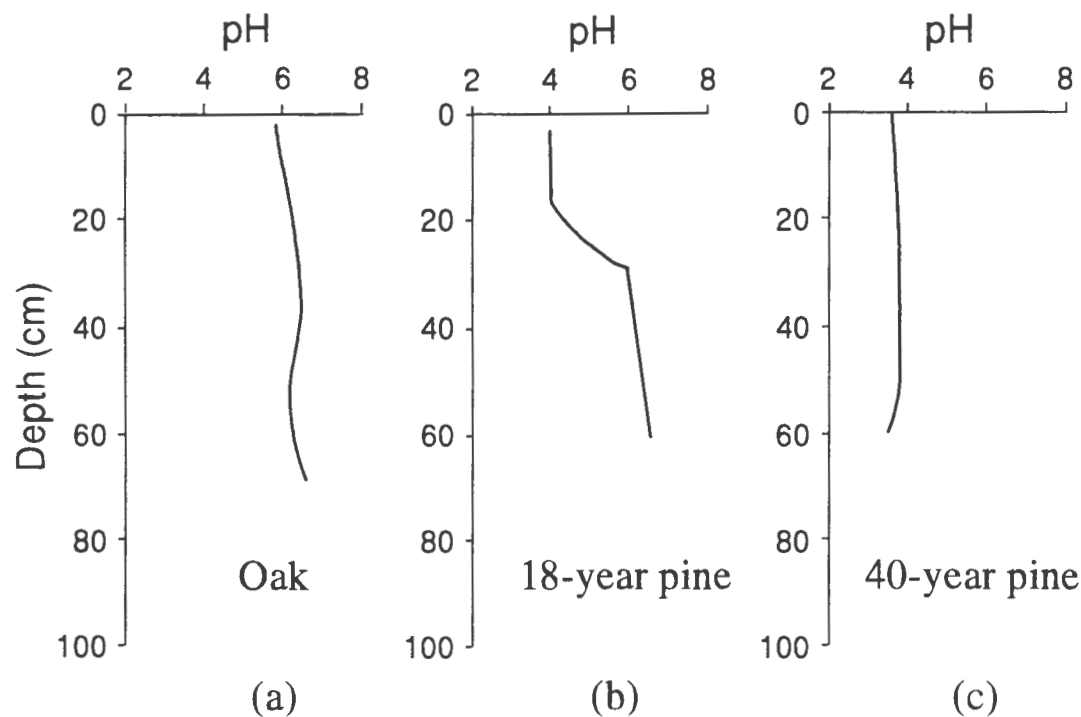 pH pH pH
2 4 6 8 2 4 6 8 2 4 6 8
0 0 0
20 20 20
40 40 40
60 60 60
80 80 80
100 100 100
Depth (cm)
Oak 18-year pine 40-year pine
(a) (b) (c)